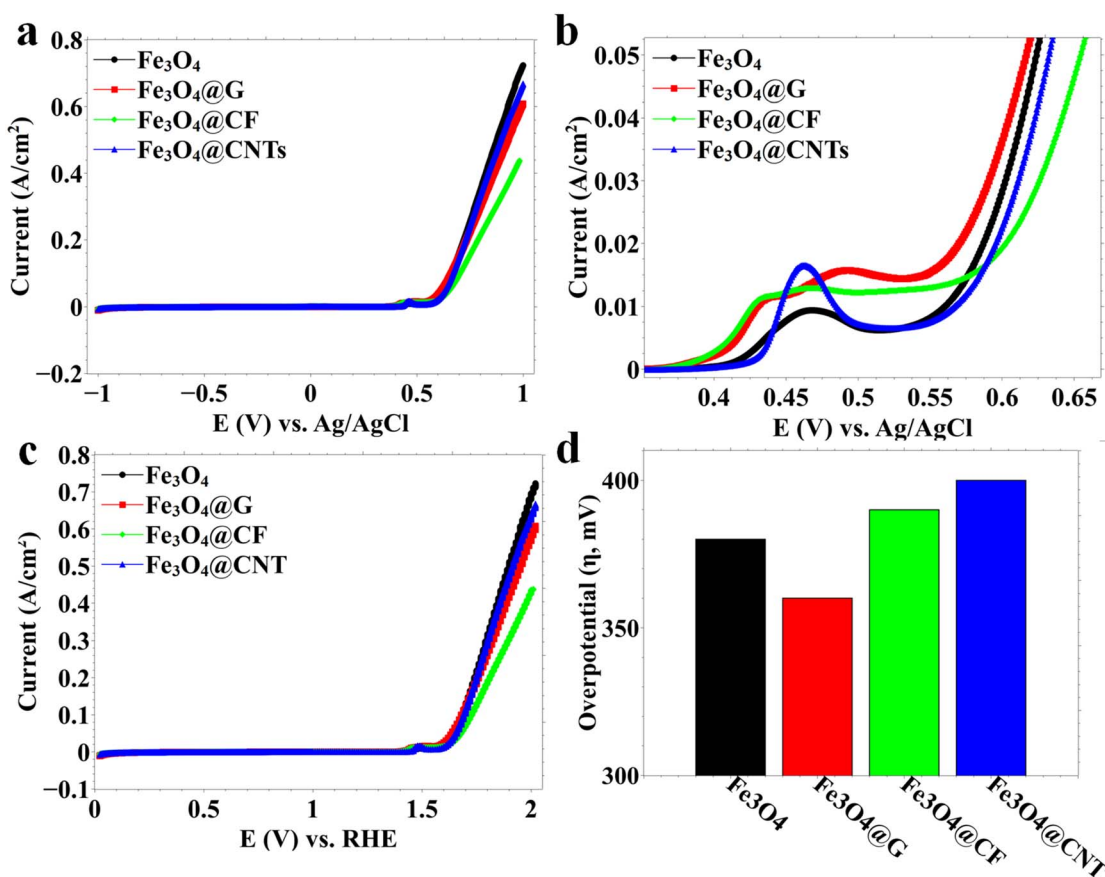 a
0.8
0.6
0.4
0.2
0
−0.2
Current (A/cm²)
Fe₃O₄
Fe₃O₄@G
Fe₃O₄@CF
Fe₃O₄@CNTs
−1
−0.5
0
0.5
1
E (V) vs. Ag/AgCl
b
0.05
0.04
0.03
0.02
0.01
0
Current (A/cm²)
Fe₃O₄
Fe₃O₄@G
Fe₃O₄@CF
Fe₃O₄@CNTs
0.4
0.45
0.5
0.55
0.6
0.65
E (V) vs. Ag/AgCl
c
0.8
0.7
0.6
0.5
0.4
0.3
0.2
0.1
0
−0.1
Current (A/cm²)
Fe₃O₄
Fe₃O₄@G
Fe₃O₄@CF
Fe₃O₄@CNT
0
0.5
1
1.5
2
E (V) vs. RHE
d
400
350
300
Overpotential (η, mV)
Fe3O4
Fe3O4@G
Fe3O4@CF
Fe3O4@CNT